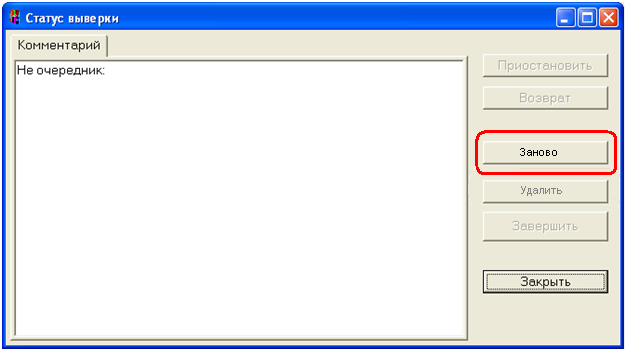 Статус выверки
Комментарий
Не очередник:
Приостановить
Возврат
Заново
Удалить
Завершить
Закрыть